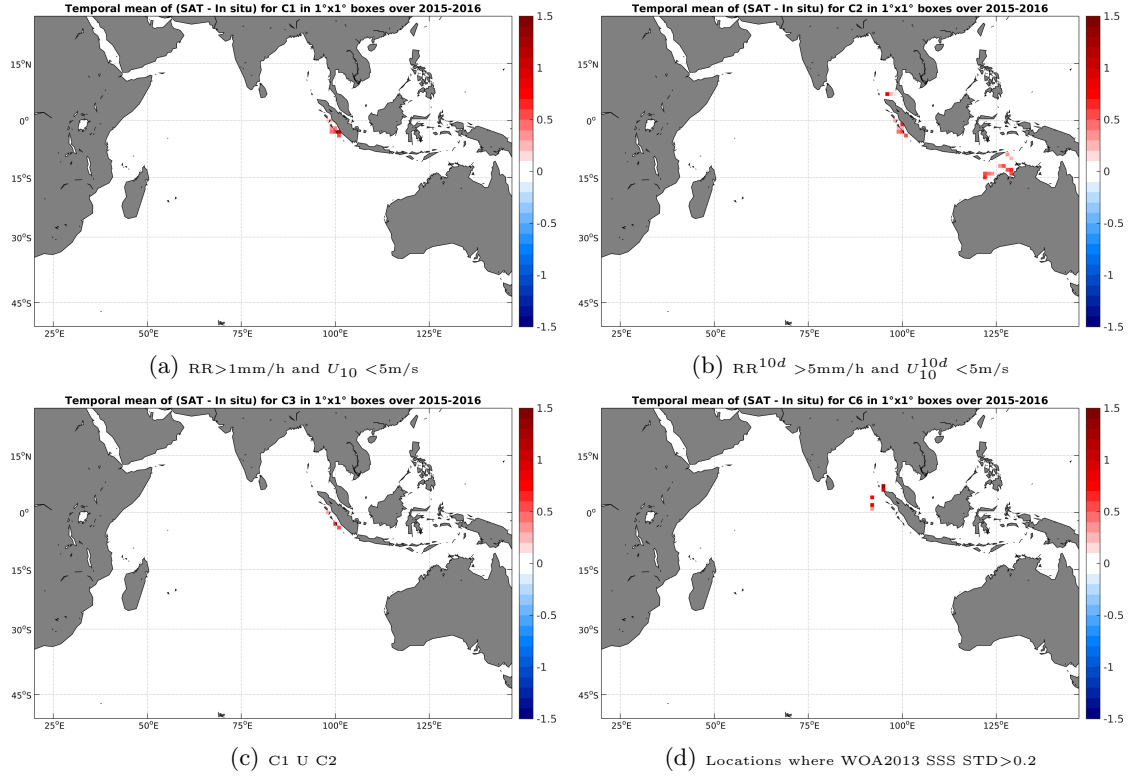 Temporal mean of (SAT - In situ) for C1 in 1°x1° boxes over 2015-2016
15°N
0°
15°S
30°S
45°S
25°E 50°E 75°E 100°E 125°E
1.5
1
0.5
0
-0.5
-1
-1.5
(a) RR>1mm/h and U10 <5m/s
Temporal mean of (SAT - In situ) for C2 in 1°x1° boxes over 2015-2016
15°N
0°
15°S
30°S
45°S
25°E 50°E 75°E 100°E 125°E
1.5
1
0.5
0
-0.5
-1
-1.5
(b) RR^10d >5mm/h and U10^10d <5m/s
Temporal mean of (SAT - In situ) for C3 in 1°x1° boxes over 2015-2016
15°N
0°
15°S
30°S
45°S
25°E 50°E 75°E 100°E 125°E
1.5
1
0.5
0
-0.5
-1
-1.5
(c) C1 U C2
Temporal mean of (SAT - In situ) for C6 in 1°x1° boxes over 2015-2016
15°N
0°
15°S
30°S
45°S
25°E 50°E 75°E 100°E 125°E
1.5
1
0.5
0
-0.5
-1
-1.5
(d) Locations where WOA2013 SSS STD>0.2